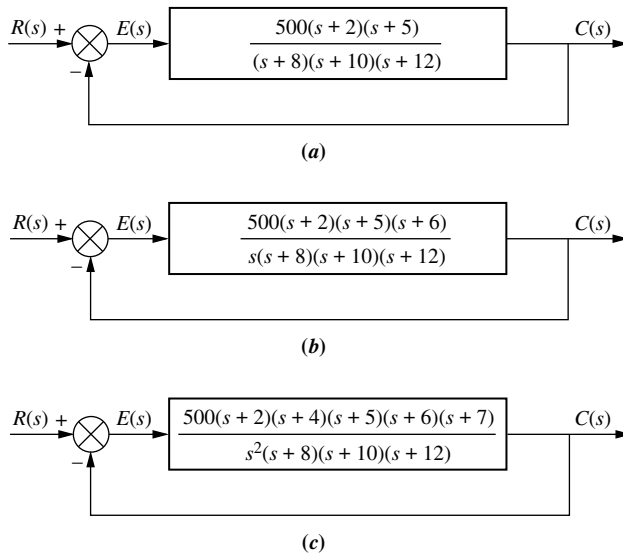 R(s) + E(s) 500(s + 2)(s + 5) C(s)
(s + 8)(s + 10)(s + 12)
−
(a)
R(s) + E(s) 500(s + 2)(s + 5)(s + 6) C(s)
s(s + 8)(s + 10)(s + 12)
−
(b)
R(s) + E(s) 500(s + 2)(s + 4)(s + 5)(s + 6)(s + 7) C(s)
s²(s + 8)(s + 10)(s + 12)
−
(c)